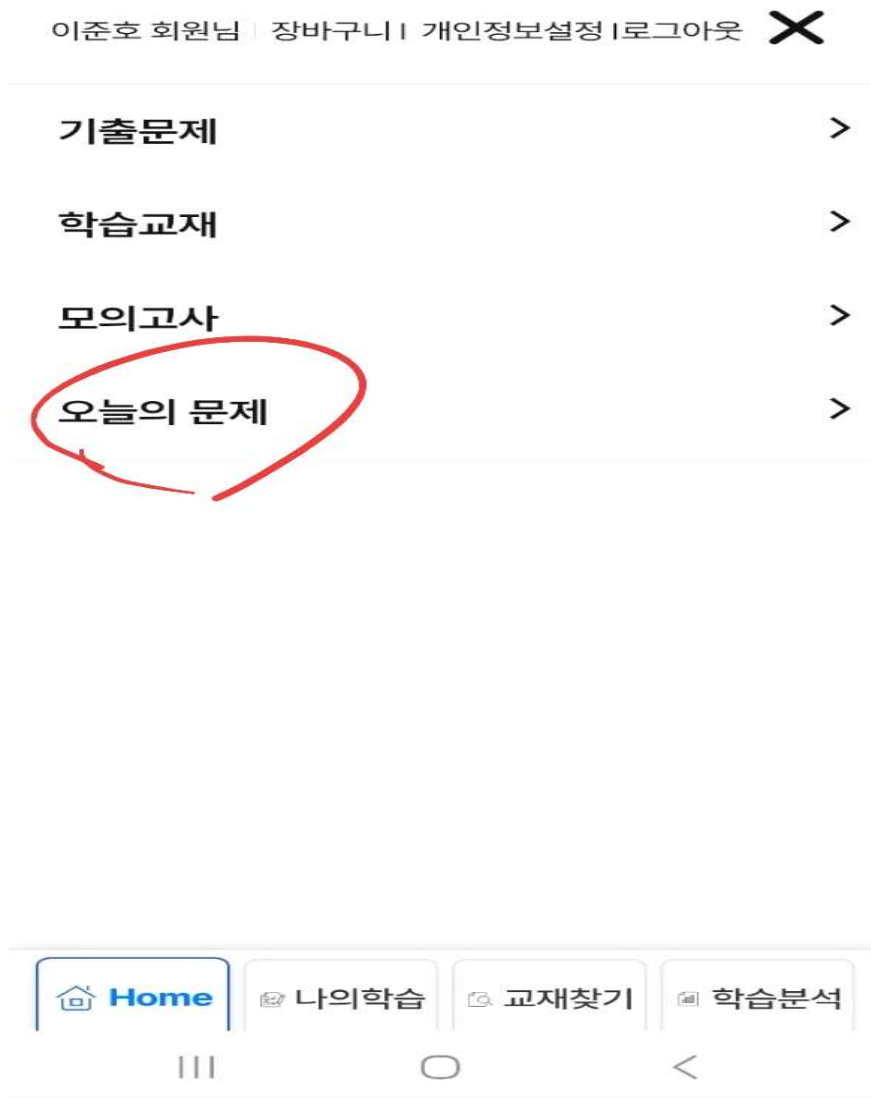 이준호 회원님 장바구니 | 개인정보설정 |로그아웃
기출문제
학습교재
모의고사
오늘의 문제
Home 나의학습 교재찾기 학습분석